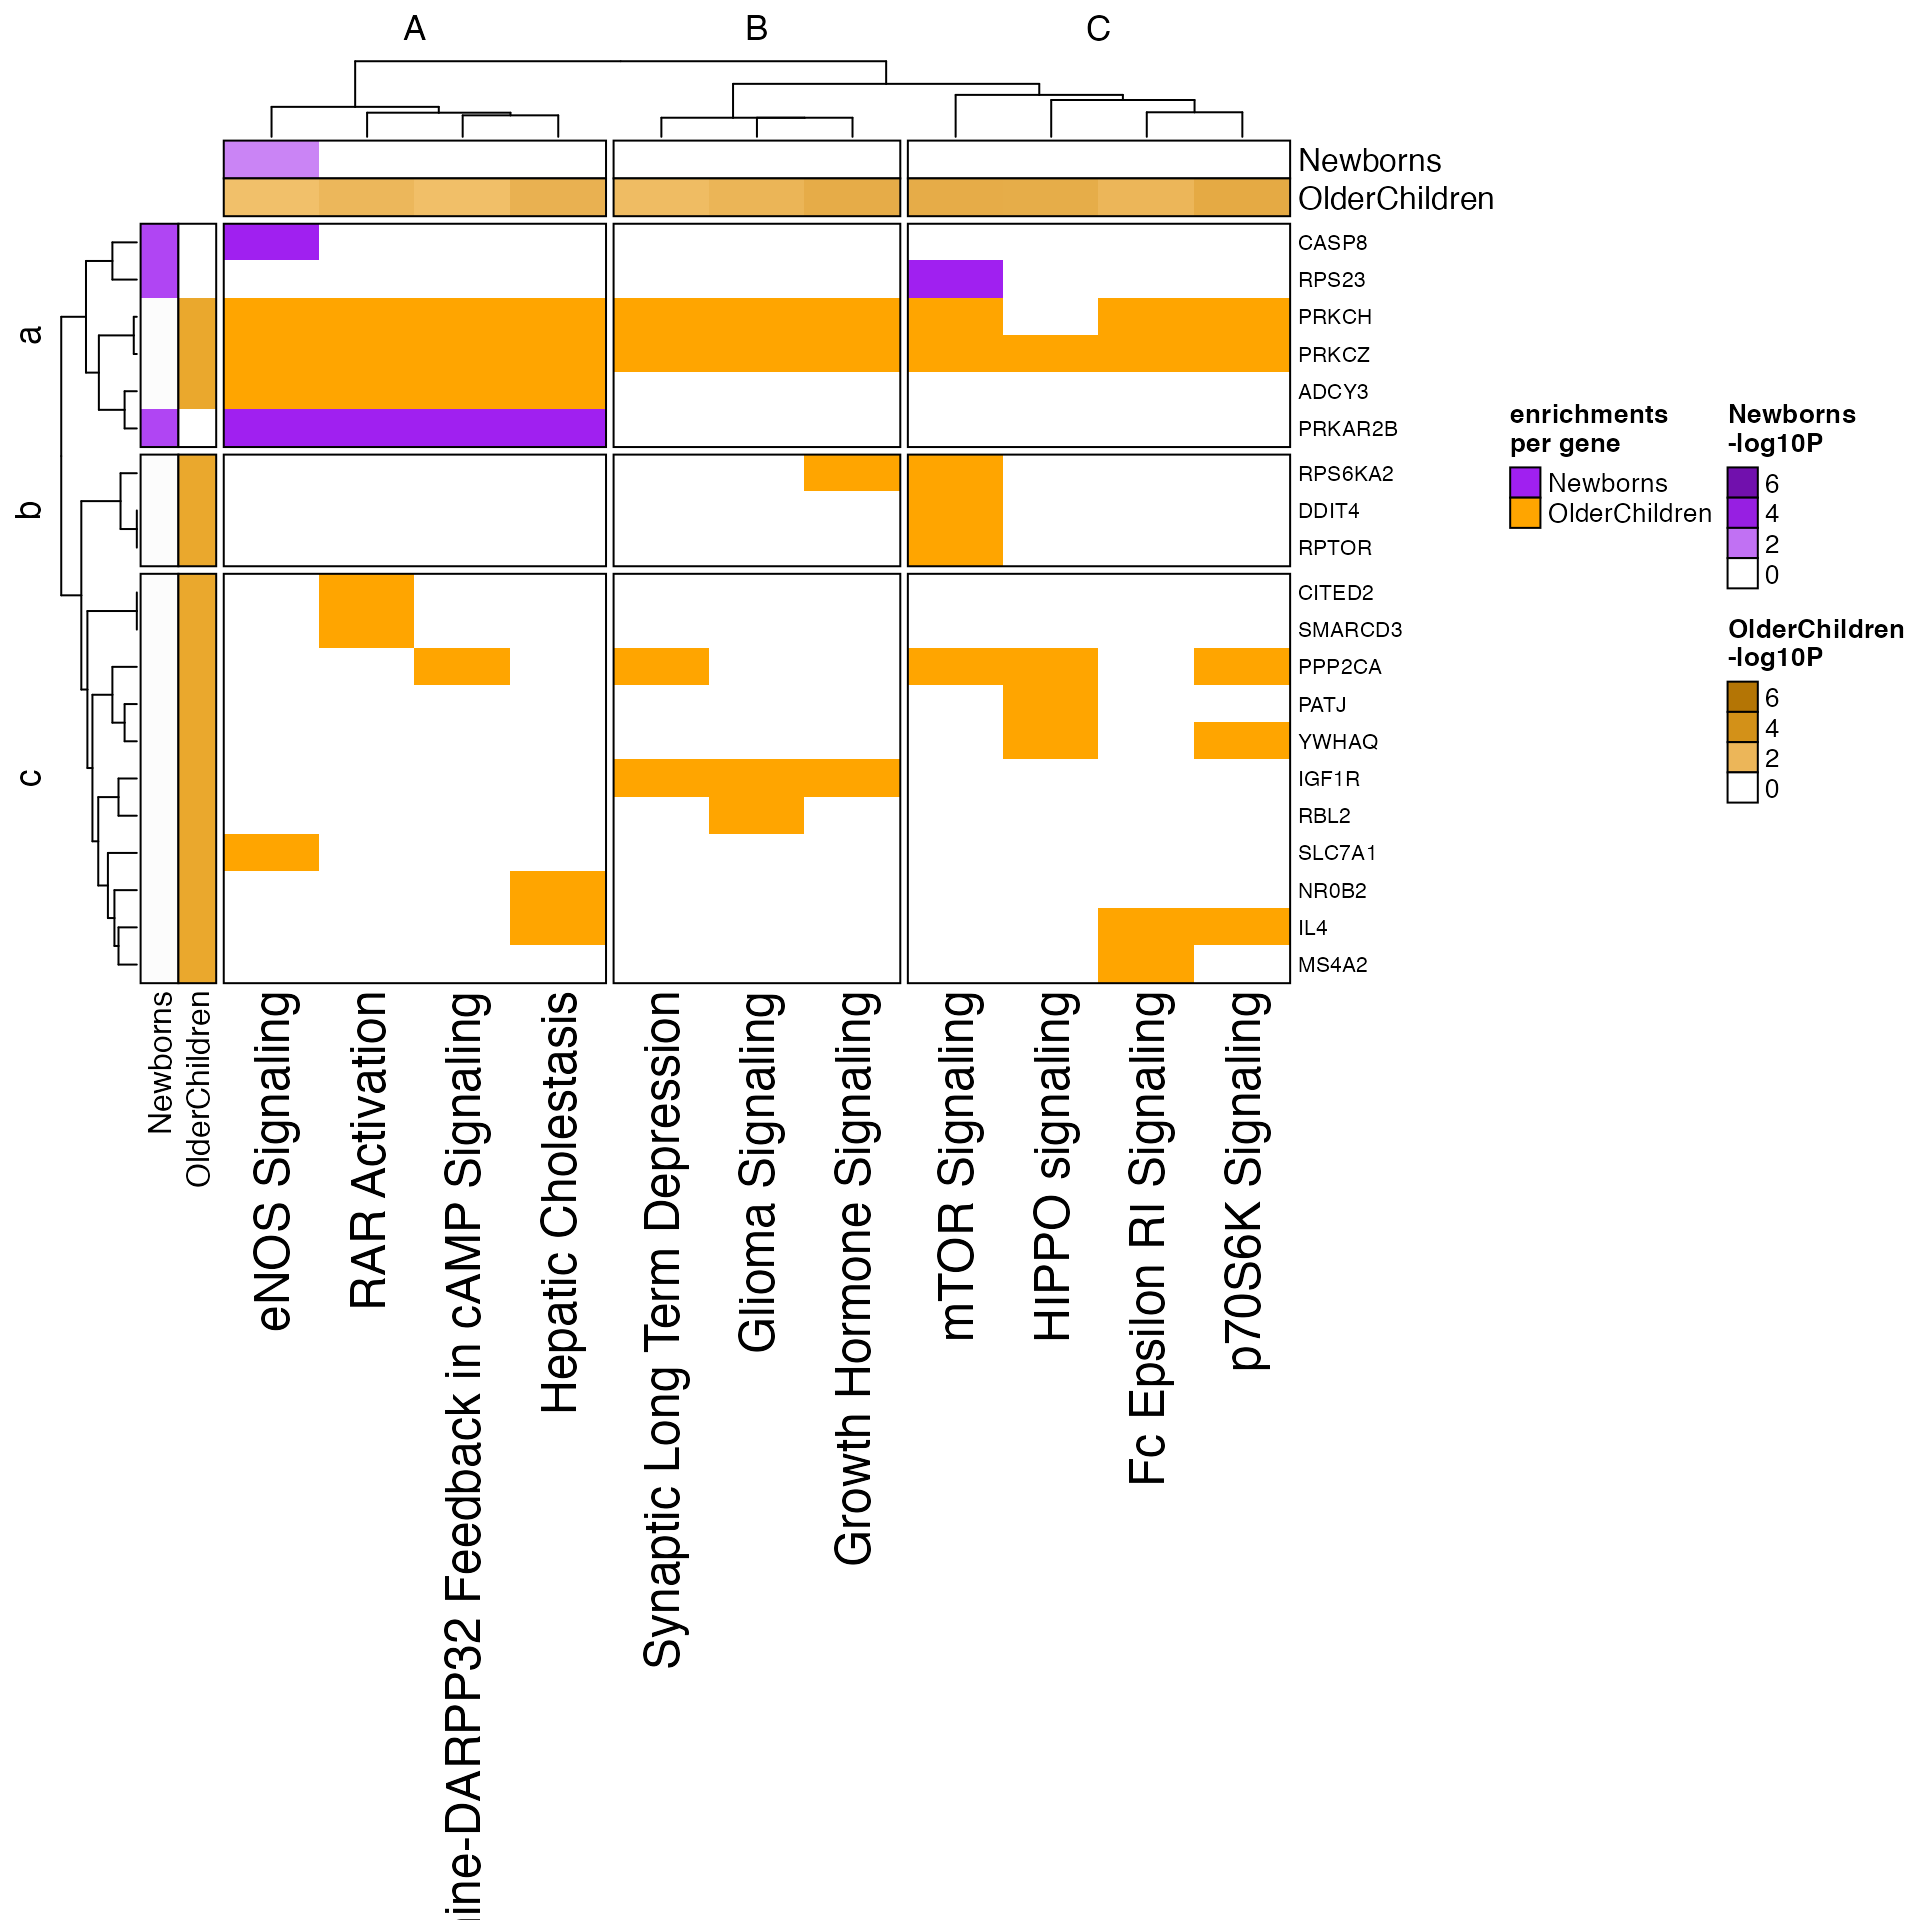 A
B
C
Newborns
OlderChildren
a
b
c
CASP8
RPS23
PRKCH
PRKCZ
ADCY3
PRKAR2B
RPS6KA2
DDIT4
RPTOR
CITED2
SMARCD3
PPP2CA
PATJ
YWHAQ
IGF1R
RBL2
SLC7A1
NR0B2
IL4
MS4A2
enrichments
per gene
Newborns
OlderChildren
Newborns
-log10P
6
4
2
0
OlderChildren
-log10P
6
4
2
0
Newborns
OlderChildren
eNOS Signaling
RAR Activation
ine-DARPP32 Feedback in cAMP Signaling
Hepatic Cholestasis
Synaptic Long Term Depression
Glioma Signaling
Growth Hormone Signaling
mTOR Signaling
HIPPO signaling
Fc Epsilon RI Signaling
p70S6K Signaling